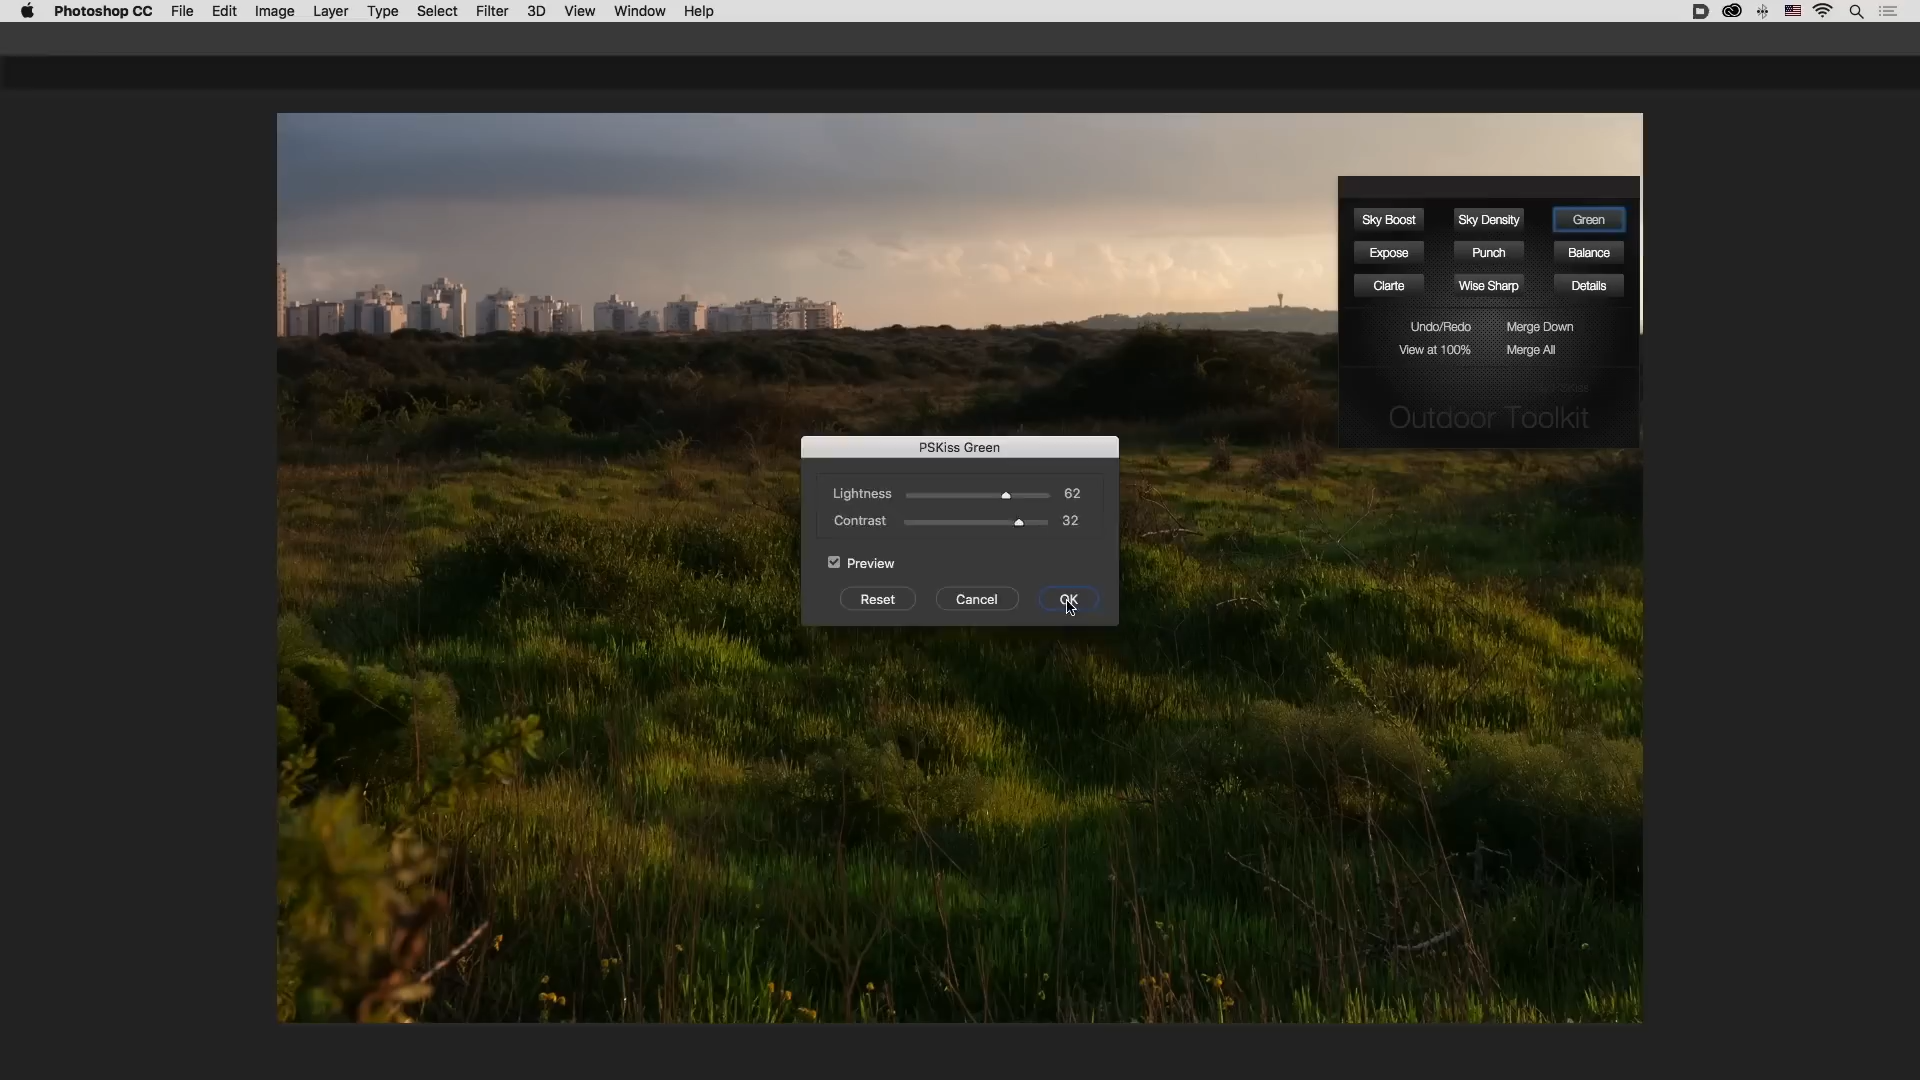 Photoshop CC File Edit Image Layer Type Select Filter 3D View Window Help
Sky Boost Sky Density Green
Expose Punch Balance
Clarte Wise Sharp Details
Undo/Redo Merge Down
View at 100% Merge All
Outdoor Toolkit
PSKiss Green
Lightness 62
Contrast 32
Preview
Reset Cancel OK